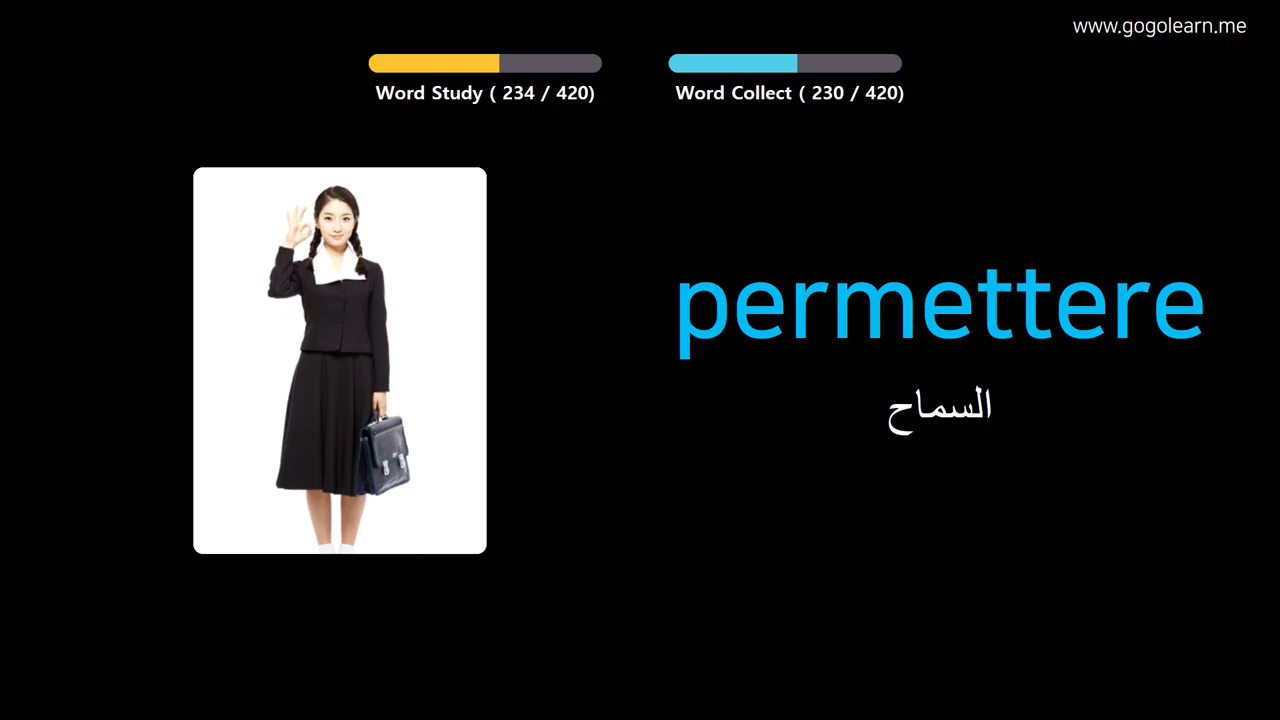 www.gogolearn.me
Word Study ( 234 / 420)
Word Collect ( 230 / 420)
permettere
السماح